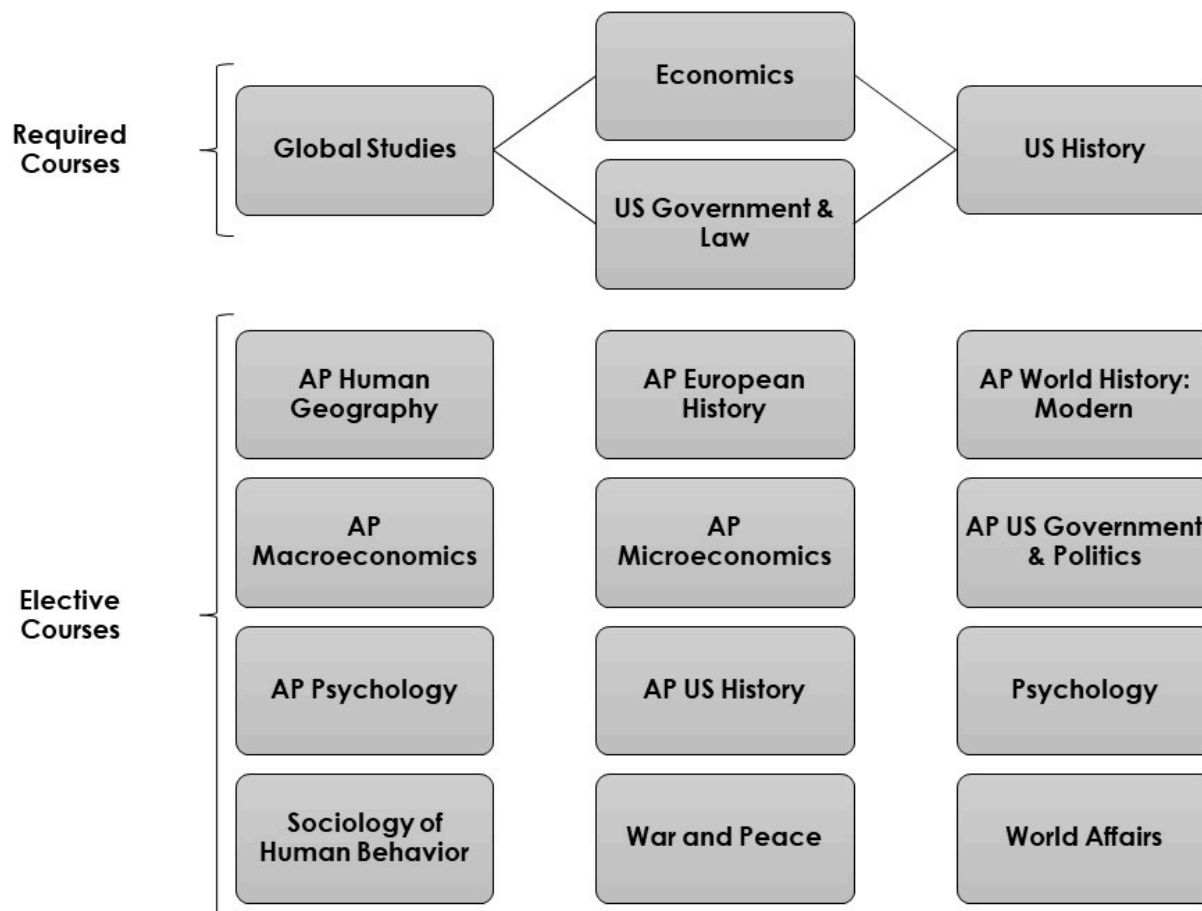 Required
Courses
Global Studies
Economics
US Government &
Law
US History
Elective
Courses
AP Human
Geography
AP European
History
AP World History:
Modern
AP
Macroeconomics
AP
Microeconomics
AP US Government
& Politics
AP Psychology
AP US History
Psychology
Sociology of
Human Behavior
War and Peace
World Affairs